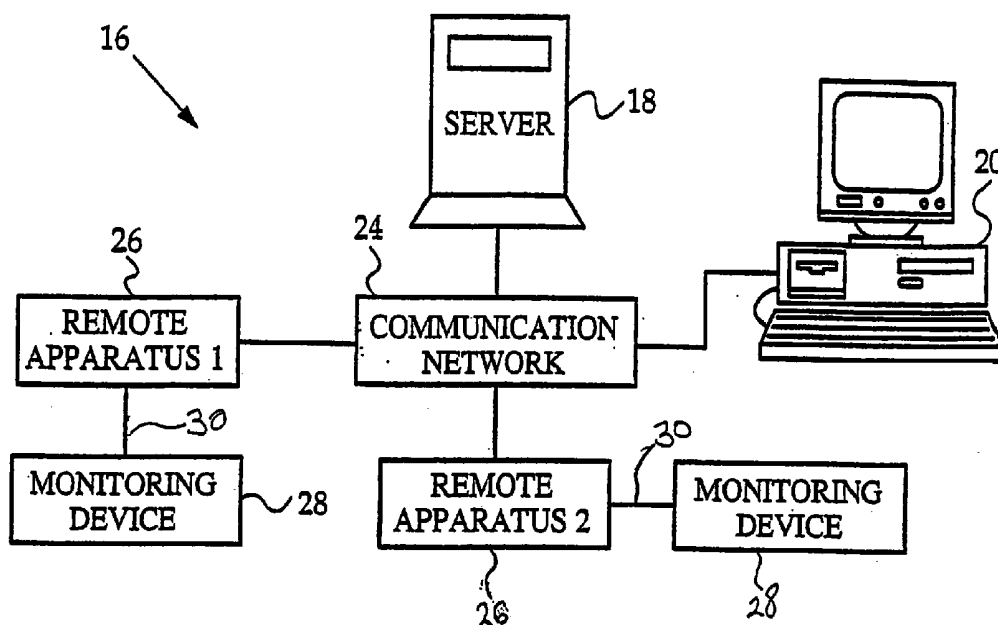 16
SERVER
18
20
26
24
REMOTE
APPARATUS 1
COMMUNICATION
NETWORK
30
MONITORING
DEVICE
28
REMOTE
APPARATUS 2
30
MONITORING
DEVICE
26
28